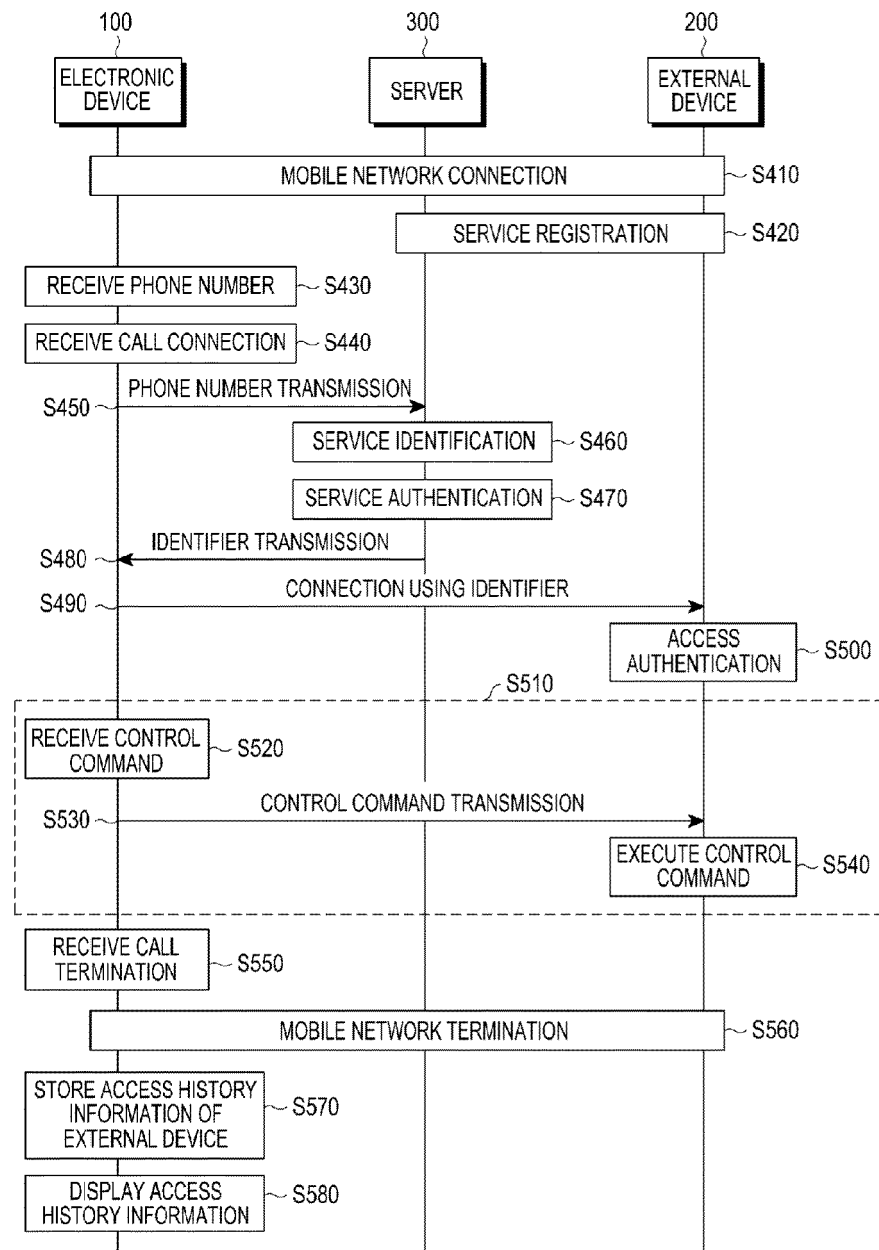 100
300
200
ELECTRONIC
DEVICE
SERVER
EXTERNAL
DEVICE
MOBILE NETWORK CONNECTION
S410
SERVICE REGISTRATION
S420
RECEIVE PHONE NUMBER
S430
RECEIVE CALL CONNECTION
S440
PHONE NUMBER TRANSMISSION
S450
SERVICE IDENTIFICATION
S460
SERVICE AUTHENTICATION
S470
IDENTIFIER TRANSMISSION
S480
CONNECTION USING IDENTIFIER
S490
ACCESS
AUTHENTICATION
S500
S510
RECEIVE CONTROL
COMMAND
S520
CONTROL COMMAND TRANSMISSION
S530
EXECUTE CONTROL
COMMAND
S540
RECEIVE CALL
TERMINATION
S550
MOBILE NETWORK TERMINATION
S560
STORE ACCESS HISTORY
INFORMATION OF
EXTERNAL DEVICE
S570
DISPLAY ACCESS
HISTORY INFORMATION
S580